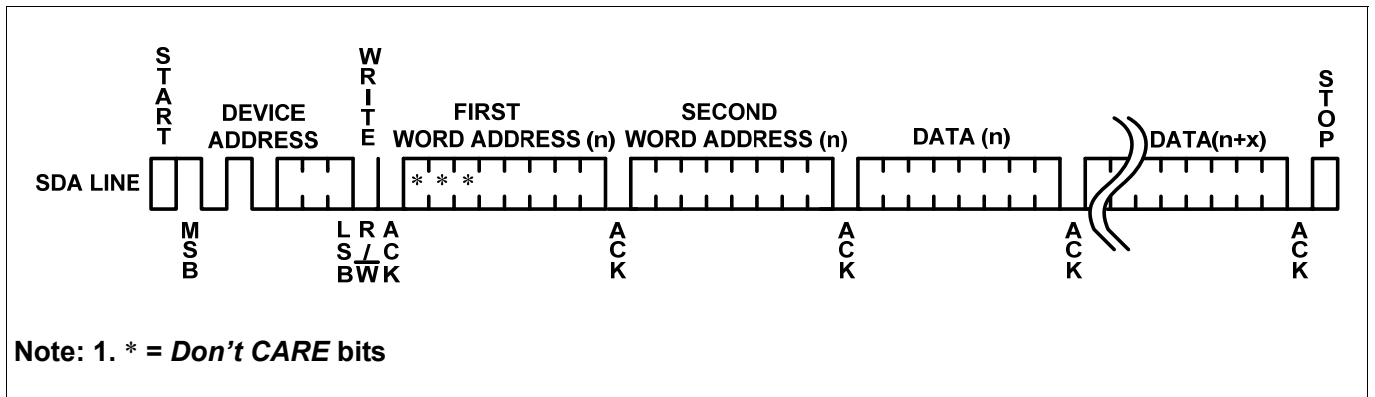 START
WRITE
STOP
DEVICE
ADDRESS
FIRST
WORD ADDRESS (n)
SECOND
WORD ADDRESS (n)
DATA (n)
DATA(n+x)
SDA LINE
* * *
MSB
LSB
R/W
ACK
ACK
ACK
ACK
ACK
Note: 1. * = Don't CARE bits